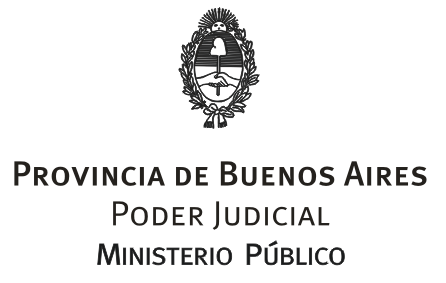 PROVINCIA DE BUENOS AIRES
PODER JUDICIAL
MINISTERIO PÚBLICO